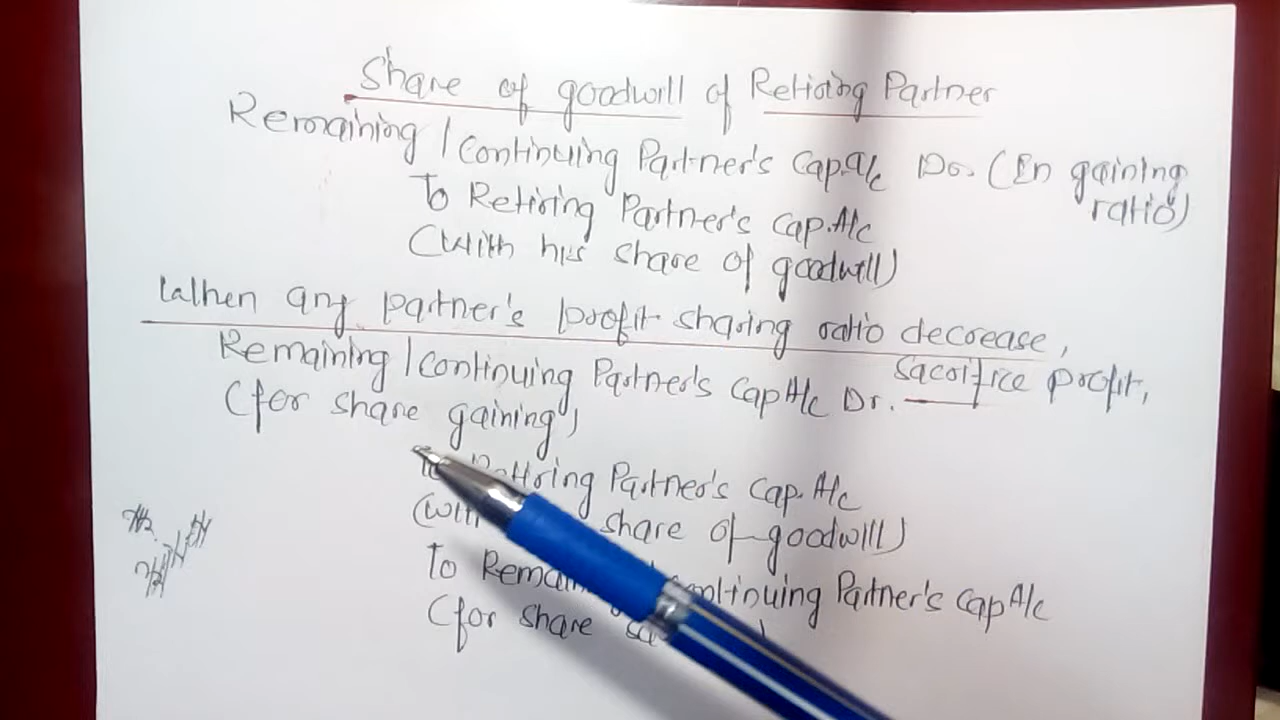 Share of goodwill of Retiring Partner
Remaining / Continuing Partner's Cap.A/c Dr. (In gaining
ratio)
To Retiring Partner's Cap.A/c
(With his share of goodwill)
When any partner's profit sharing ratio decrease,
sacrifice profit,
Remaining / Continuing Partner's Cap A/c Dr.
(for share gaining)
To Retiring Partner's Cap. A/c
share of goodwill)
To Continuing Partner's Cap A/c
(for share